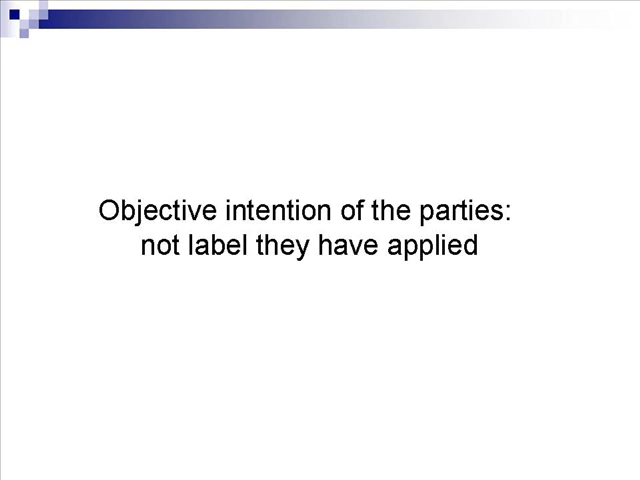 Objective intention of the parties:
not label they have applied